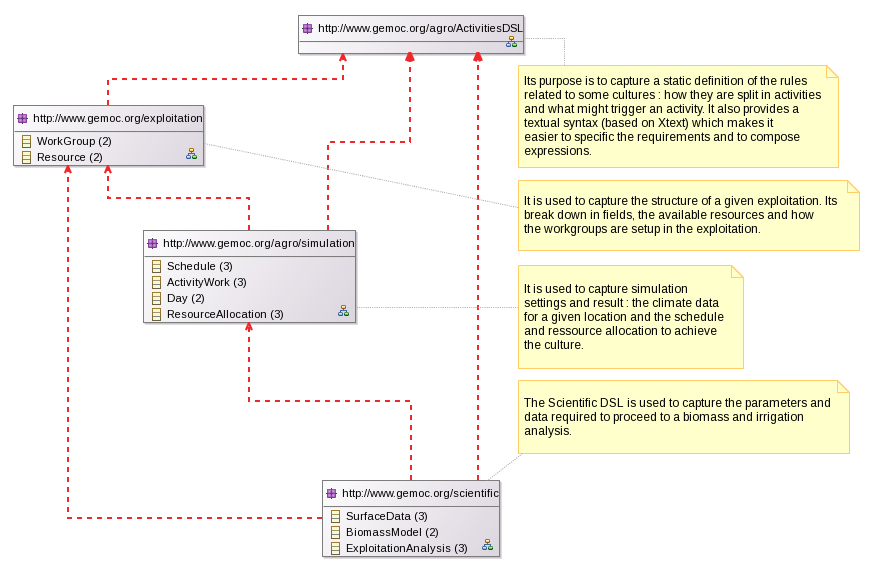 http://www.gemoc.org/agro/ActivitiesDSL
Its purpose is to capture a static definition of the rules
related to some cultures : how they are split in activities
and what might trigger an activity. It also provides a
textual syntax (based on Xtext) which makes it
easier to specific the requirements and to compose
expressions.
http://www.gemoc.org/exploitation
WorkGroup (2)
Resource (2)
It is used to capture the structure of a given exploitation. Its
break down in fields, the available resources and how
the workgroups are setup in the exploitation.
http://www.gemoc.org/agro/simulation
Schedule (3)
ActivityWork (3)
Day (2)
ResourceAllocation (3)
It is used to capture simulation
settings and result : the climate data
for a given location and the schedule
and ressource allocation to achieve
the culture.
The Scientific DSL is used to capture the parameters and
data required to proceed to a biomass and irrigation
analysis.
http://www.gemoc.org/scientific
SurfaceData (3)
BiomassModel (2)
ExploitationAnalysis (3)